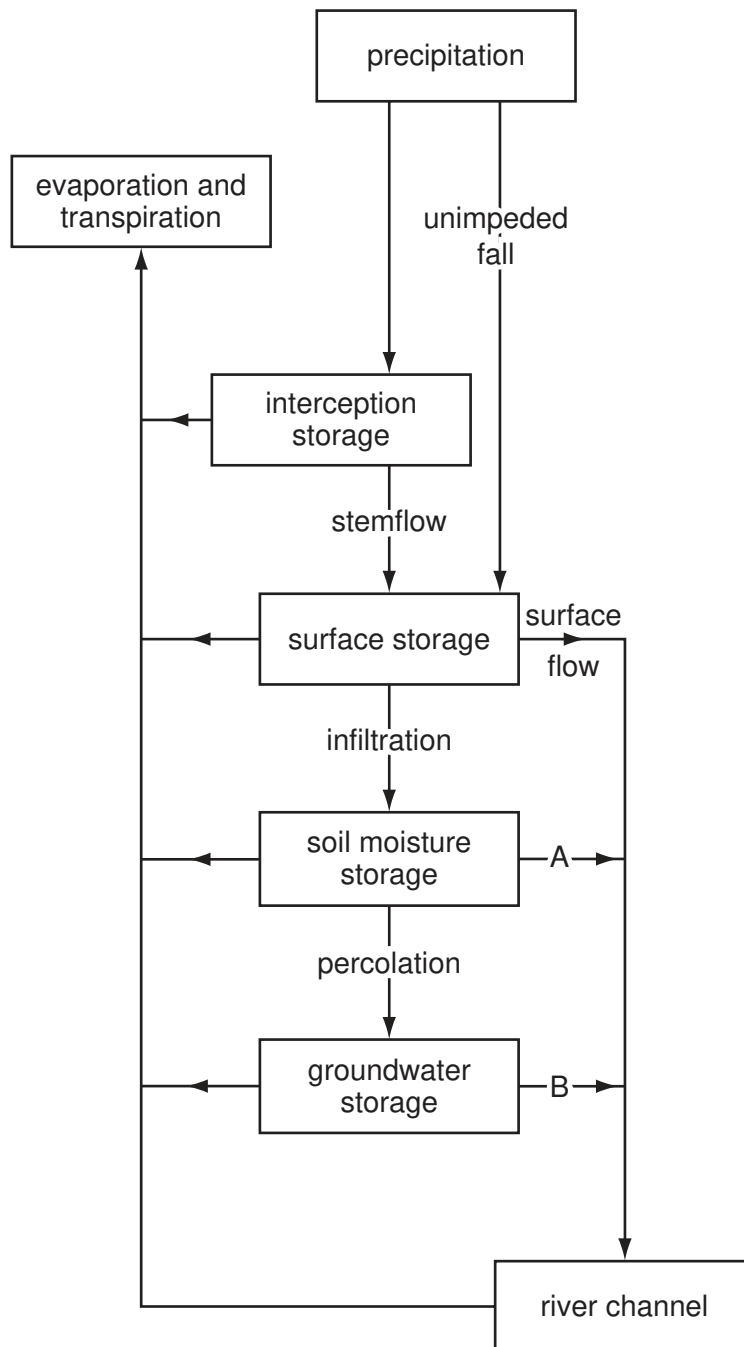 precipitation
evaporation and
transpiration
unimpeded
fall
interception
storage
stemflow
surface storage
surface
flow
infiltration
soil moisture
storage
A
percolation
groundwater
storage
B
river channel